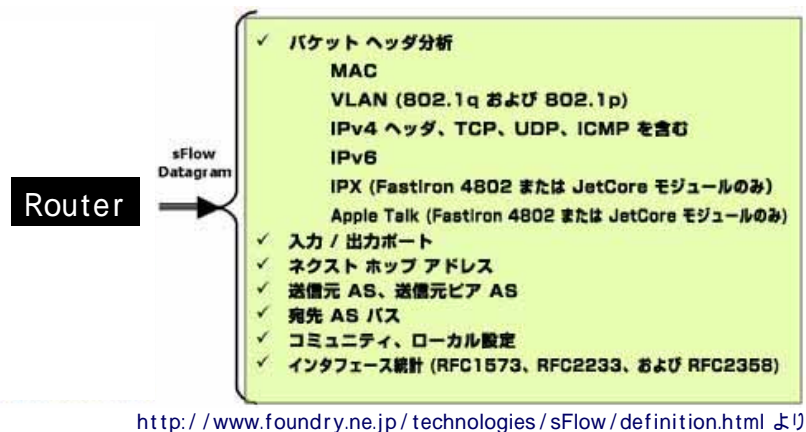 Router
sFlow
Datagram
✓ パケット ヘッダ分析
MAC
VLAN (802.1q および 802.1p)
IPv4 ヘッダ、TCP、UDP、ICMP を含む
IPv6
IPX (FastIron 4802 または JetCore モジュールのみ)
Apple Talk (FastIron 4802 または JetCore モジュールのみ)
✓ 入力 / 出力ポート
✓ ネクスト ホップ アドレス
✓ 送信元 AS、送信元ピア AS
✓ 宛先 AS パス
✓ コミュニティ、ローカル設定
✓ インタフェース統計 (RFC1573、RFC2233、および RFC2358)
http://www.foundry.ne.jp/technologies/sFlow/definition.html より